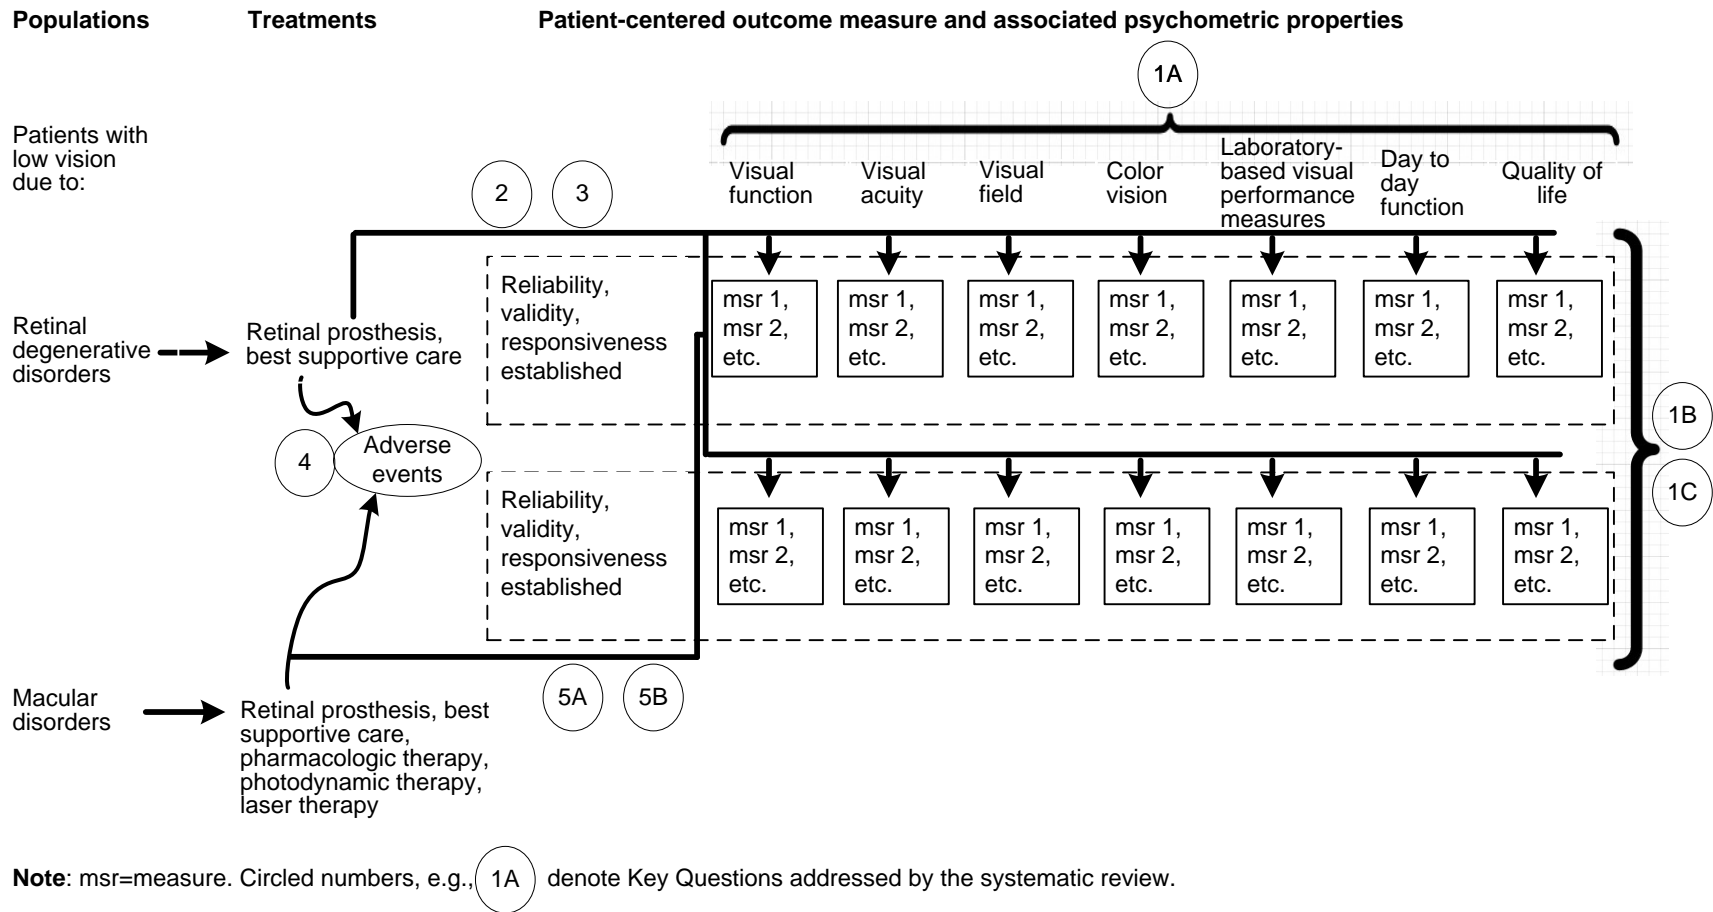 Populations
Treatments
Patient-centered outcome measure and associated psychometric properties
1A
Patients with
low vision
due to:
2
3
Visual
function
Visual
acuity
Visual
field
Color
vision
Laboratory-
based visual
performance
measures
Day to
day
function
Quality of
life
Retinal
degenerative
disorders
Retinal prosthesis,
best supportive care
Reliability,
validity,
responsiveness
established
msr 1,
msr 2,
etc.
msr 1,
msr 2,
etc.
msr 1,
msr 2,
etc.
msr 1,
msr 2,
etc.
msr 1,
msr 2,
etc.
msr 1,
msr 2,
etc.
msr 1,
msr 2,
etc.
1B
1C
4
Adverse
events
Reliability,
validity,
responsiveness
established
msr 1,
msr 2,
etc.
msr 1,
msr 2,
etc.
msr 1,
msr 2,
etc.
msr 1,
msr 2,
etc.
msr 1,
msr 2,
etc.
msr 1,
msr 2,
etc.
msr 1,
msr 2,
etc.
5A
5B
Macular
disorders
Retinal prosthesis, best
supportive care,
pharmacologic therapy,
photodynamic therapy,
laser therapy
Note: msr=measure. Circled numbers, e.g., 1A denote Key Questions addressed by the systematic review.